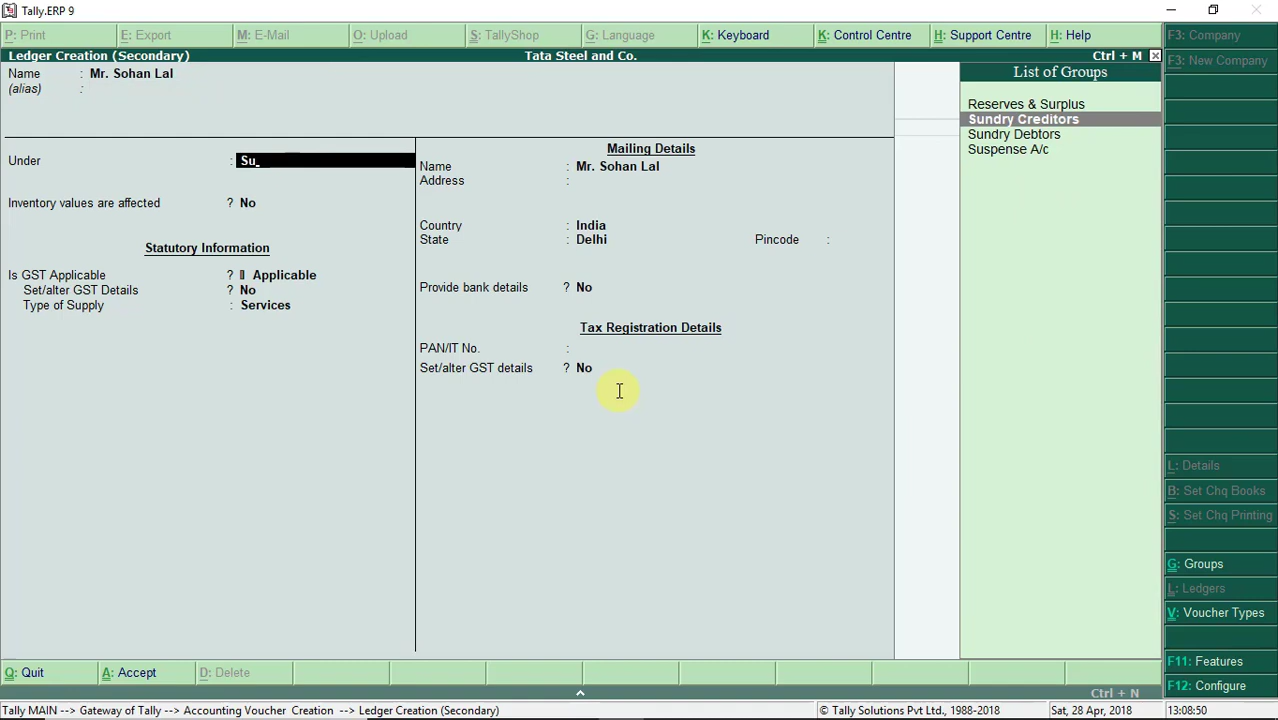 Tally.ERP 9
P: Print
E: Export
M: E-Mail
O: Upload
S: TallyShop
G: Language
K: Keyboard
K: Control Centre
H: Support Centre
H: Help
F3: Company
Ledger Creation (Secondary)
Tata Steel and Co.
Ctrl + M
F3: New Company
Name : Mr. Sohan Lal
(alias) :
List of Groups
Reserves & Surplus
Sundry Creditors
Sundry Debtors
Suspense A/c
Under : Su_
Inventory values are affected ? No
Statutory Information
Is GST Applicable ? Applicable
Set/alter GST Details ? No
Type of Supply : Services
Mailing Details
Name : Mr. Sohan Lal
Address :
Country : India
State : Delhi
Pincode :
Provide bank details ? No
Tax Registration Details
PAN/IT No. :
Set/alter GST details ? No
L: Details
B: Set Chq Books
S: Set Chq Printing
G: Groups
L: Ledgers
V: Voucher Types
F11: Features
F12: Configure
Q: Quit
A: Accept
D: Delete
Ctrl + N
Tally MAIN --> Gateway of Tally --> Accounting Voucher Creation --> Ledger Creation (Secondary)
© Tally Solutions Pvt Ltd., 1988-2018
Sat, 28 Apr, 2018
13:08:50